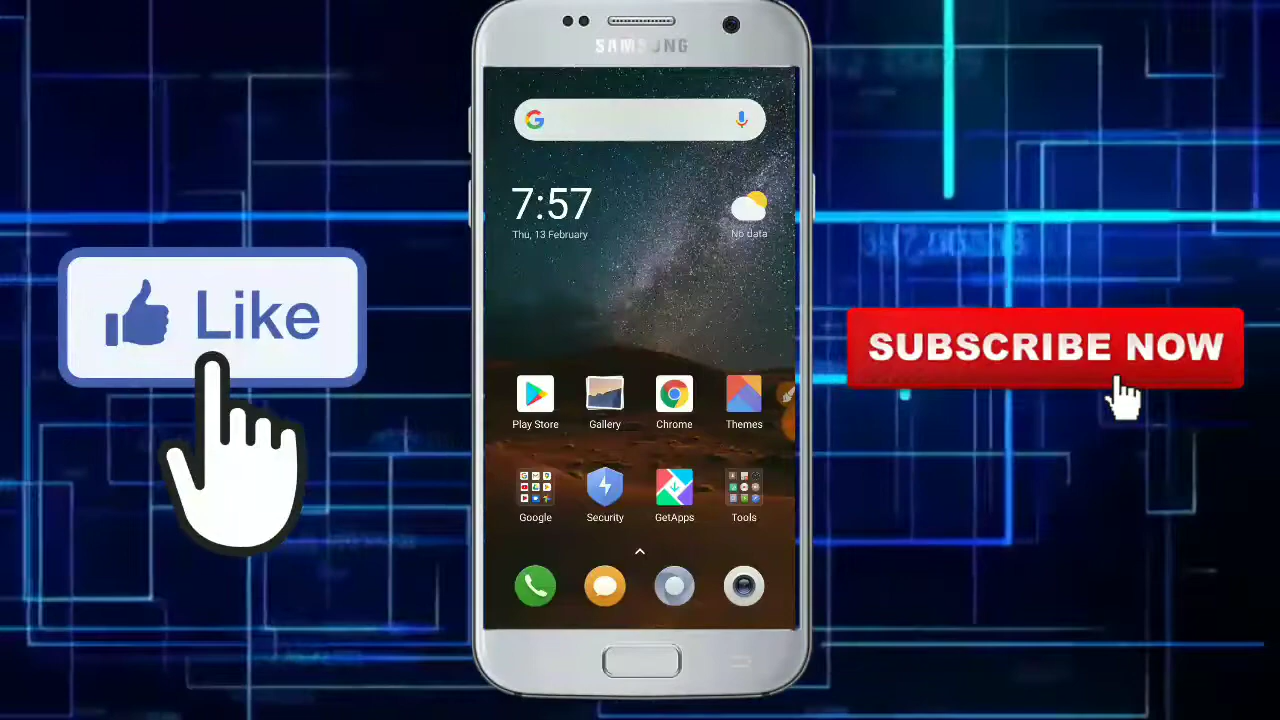 SAMSUNG
7:57
Thu, 13 February
No data
Like
SUBSCRIBE NOW
Play Store
Gallery
Chrome
Themes
Google
Security
GetApps
Tools